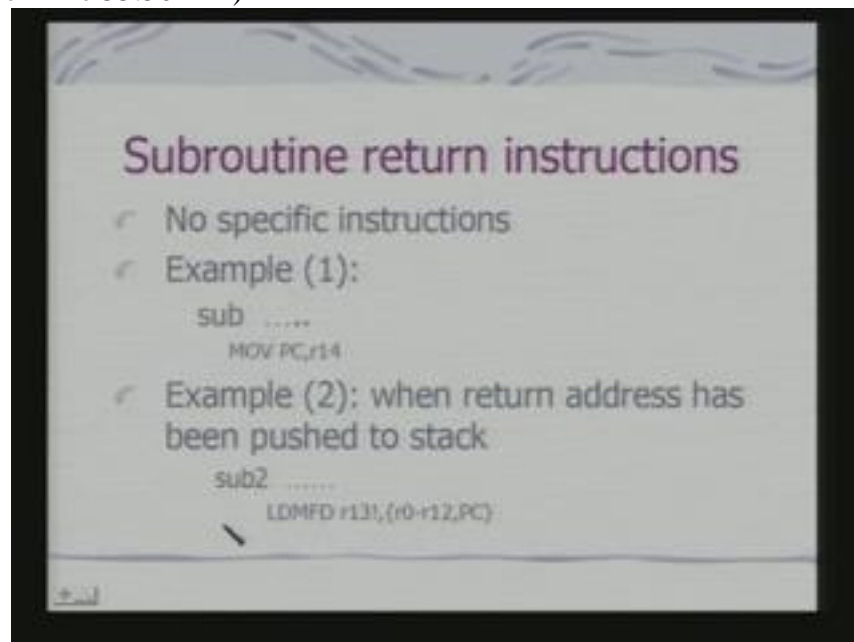 Subroutine return instructions
No specific instructions
Example (1):
sub .....
MOV PC,r14
Example (2): when return address has
been pushed to stack
sub2 ......
LDMFD r13!,{r0-r12,PC}